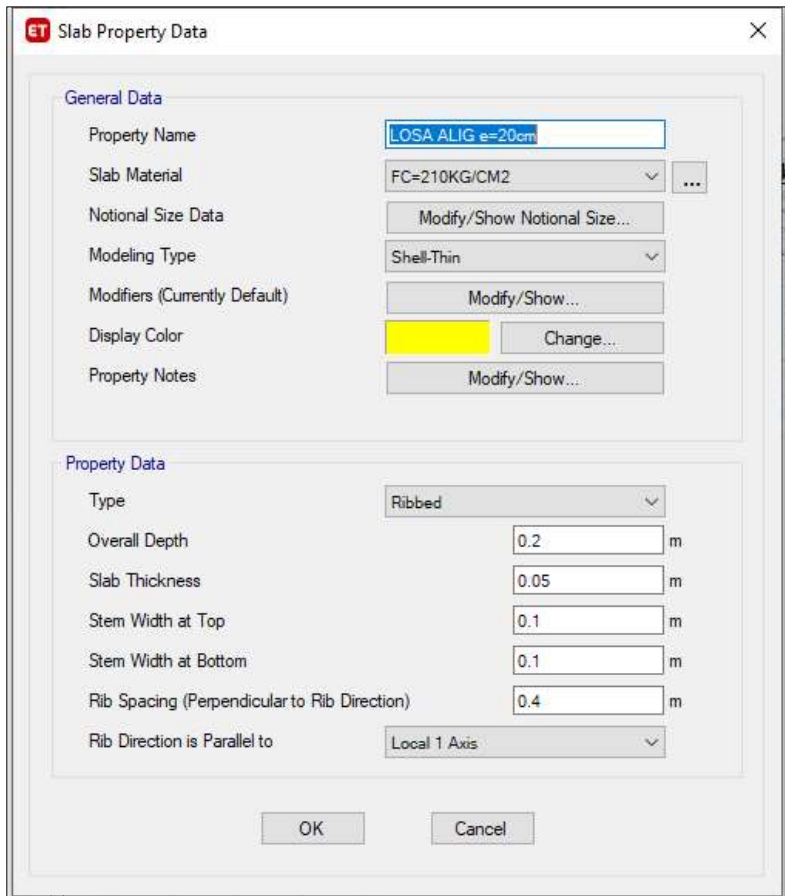 ET Slab Property Data
General Data
Property Name LOSA ALIG e=20cm
Slab Material FC=210KG/CM2 ...
Notional Size Data Modify/Show Notional Size...
Modeling Type Shell-Thin
Modifiers (Currently Default) Modify/Show...
Display Color Change...
Property Notes Modify/Show...
Property Data
Type Ribbed
Overall Depth 0.2 m
Slab Thickness 0.05 m
Stem Width at Top 0.1 m
Stem Width at Bottom 0.1 m
Rib Spacing (Perpendicular to Rib Direction) 0.4 m
Rib Direction is Parallel to Local 1 Axis
OK Cancel